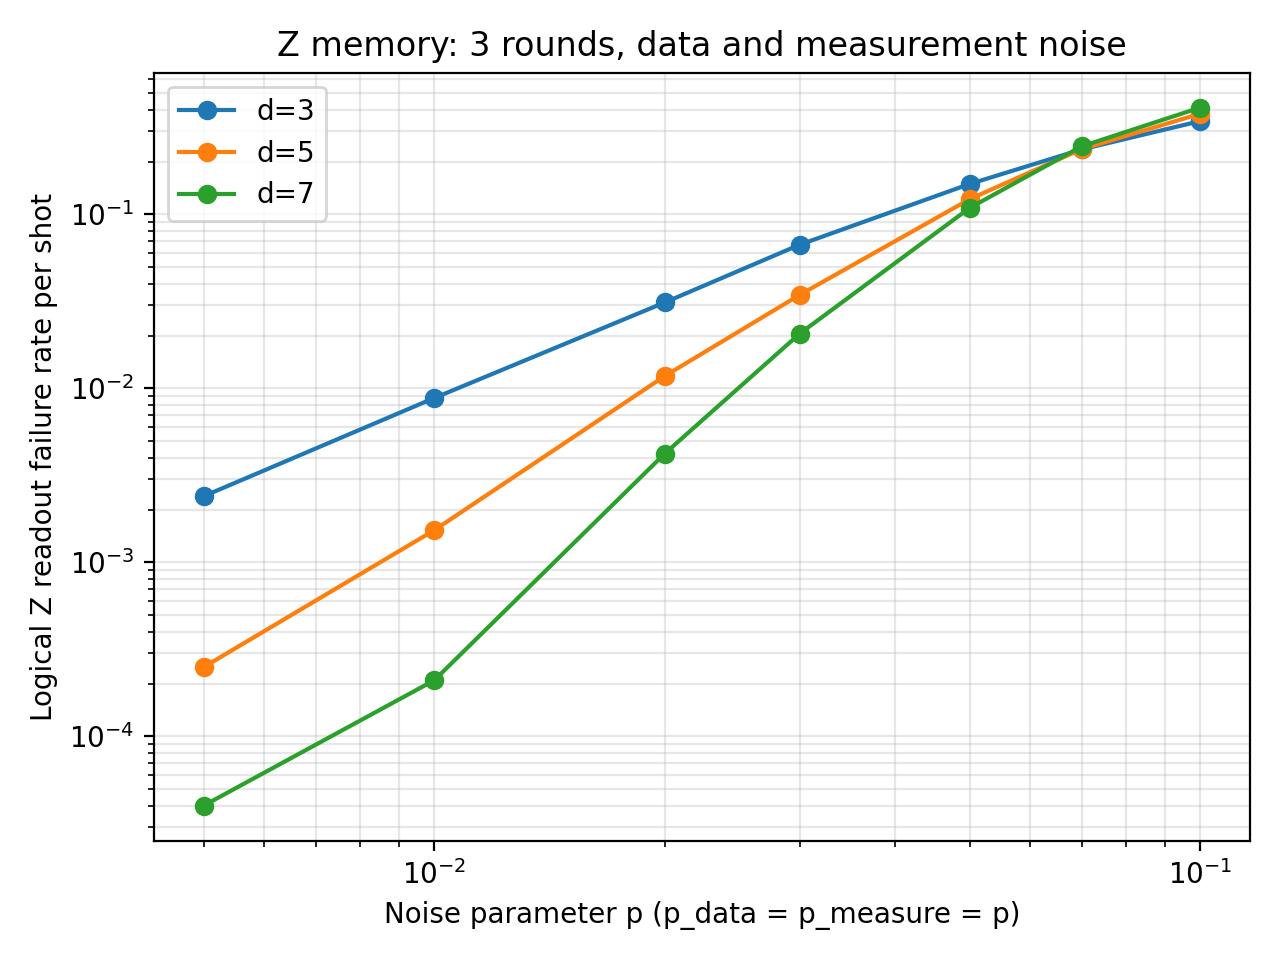 Z memory: 3 rounds, data and measurement noise
d=3
d=5
d=7
Logical Z readout failure rate per shot
10⁻¹
10⁻²
10⁻³
10⁻⁴
10⁻² 10⁻¹
Noise parameter p (p_data = p_measure = p)